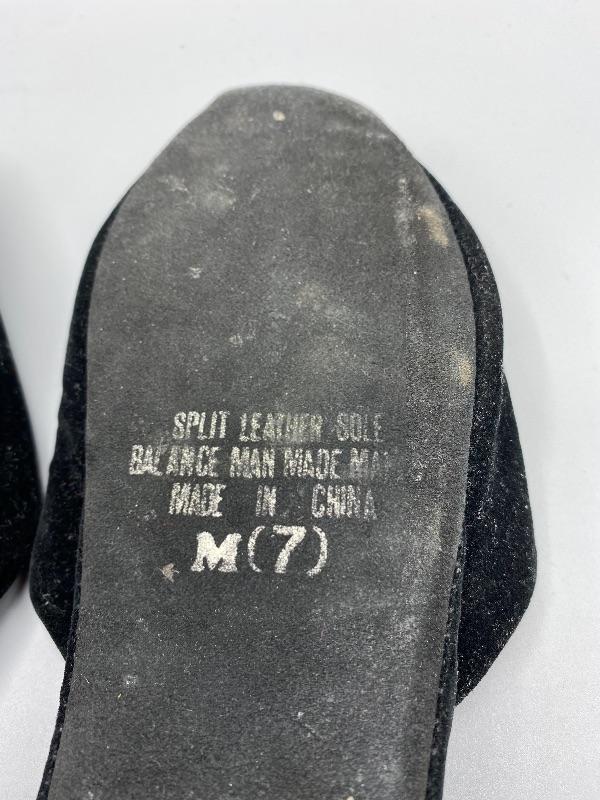 SPLIT LEATHER SOLE
BALANCE MAN MADE
MADE IN CHINA
M(7)